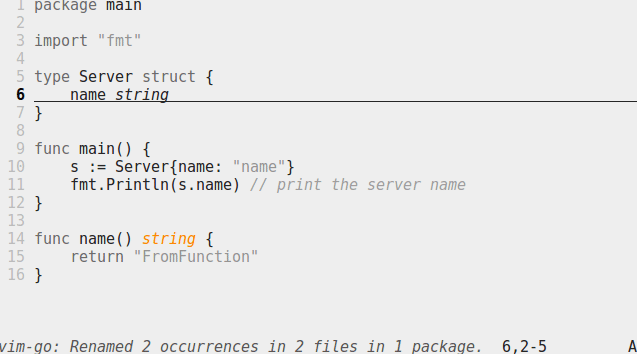 1 package main
2
3 import "fmt"
4
5 type Server struct {
6 name string
7 }
8
9 func main() {
10 s := Server{name: "name"}
11 fmt.Println(s.name) // print the server name
12 }
13
14 func name() string {
15 return "FromFunction"
16 }
vim-go: Renamed 2 occurrences in 2 files in 1 package. 6,2-5 A